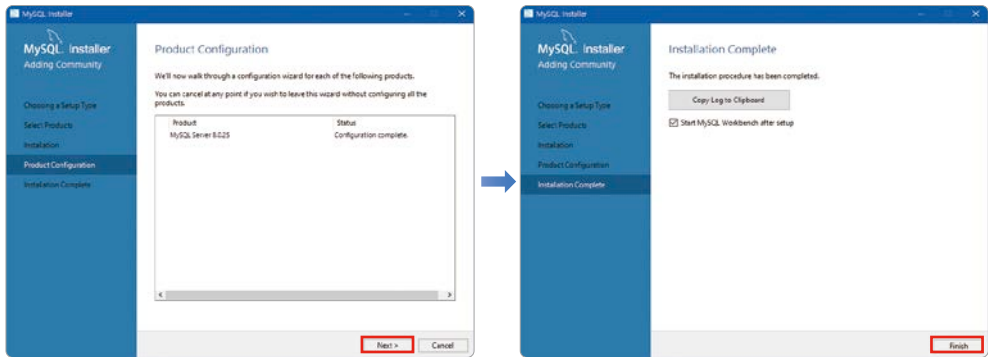 MySQL Installer
MySQL. Installer
Adding Community
Choosing a Setup Type
Select Products
Installation
Product Configuration
Installation Complete
Product Configuration
We'll now walk through a configuration wizard for each of the following products.
You can cancel at any point if you wish to leave this wizard without configuring all the
products.
Product Status
MySQL Server 8.0.25 Configuration complete.
Next > Cancel
MySQL Installer
MySQL. Installer
Adding Community
Choosing a Setup Type
Select Products
Installation
Product Configuration
Installation Complete
Installation Complete
The installation procedure has been completed.
Copy Log to Clipboard
Start MySQL Workbench after setup
Finish